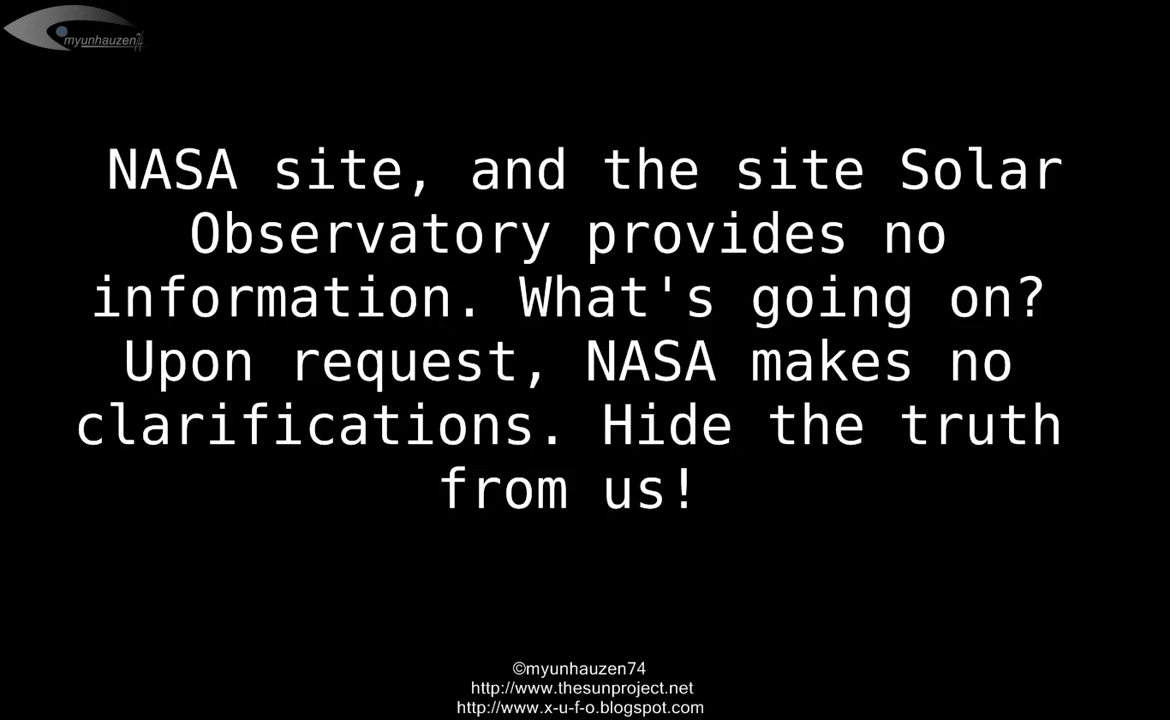 myunhauzen74
NASA site, and the site Solar
Observatory provides no
information. What's going on?
Upon request, NASA makes no
clarifications. Hide the truth
from us!
©myunhauzen74
http://www.thesunproject.net
http://www.x-u-f-o.blogspot.com